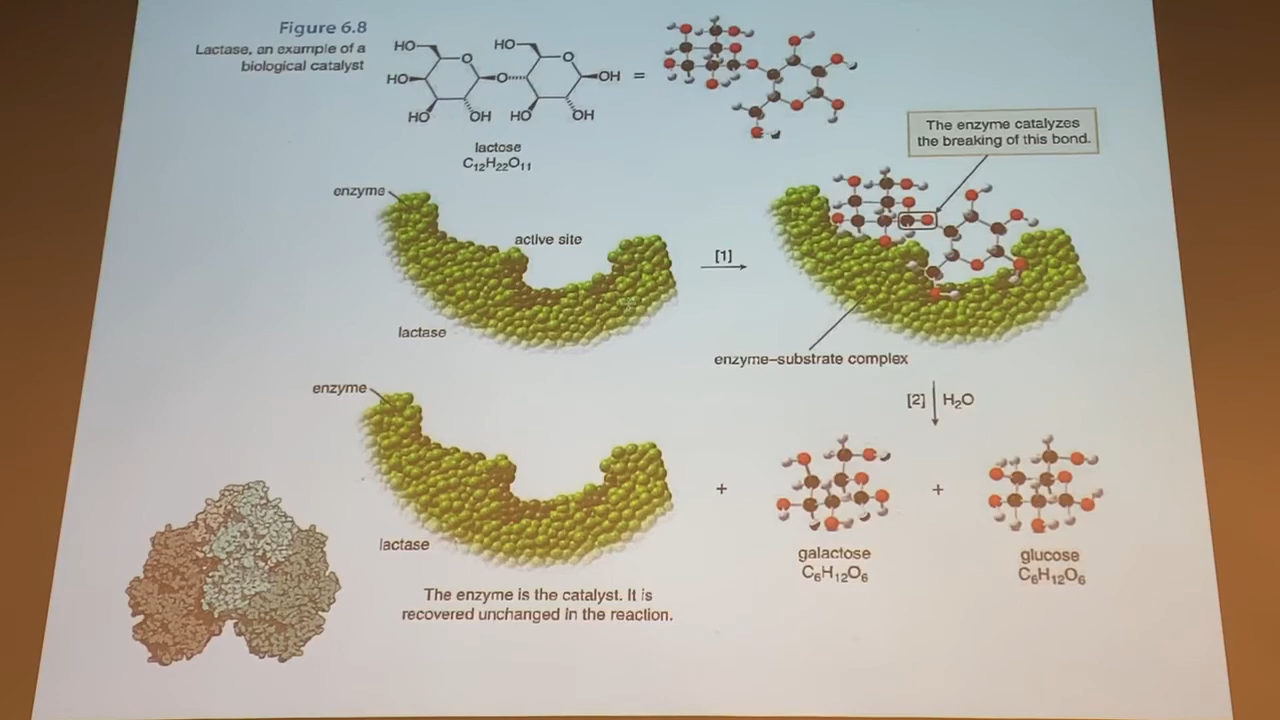 Figure 6.8
Lactase, an example of a
biological catalyst
HO
HO
O
O
O
OH
=
HO
HO
OH
HO
OH
lactose
C₁₂H₂₂O₁₁
The enzyme catalyzes
the breaking of this bond.
enzyme
active site
[1]
lactase
enzyme–substrate complex
enzyme
[2]
H₂O
+
+
lactase
galactose
C₆H₁₂O₆
glucose
C₆H₁₂O₆
The enzyme is the catalyst. It is
recovered unchanged in the reaction.